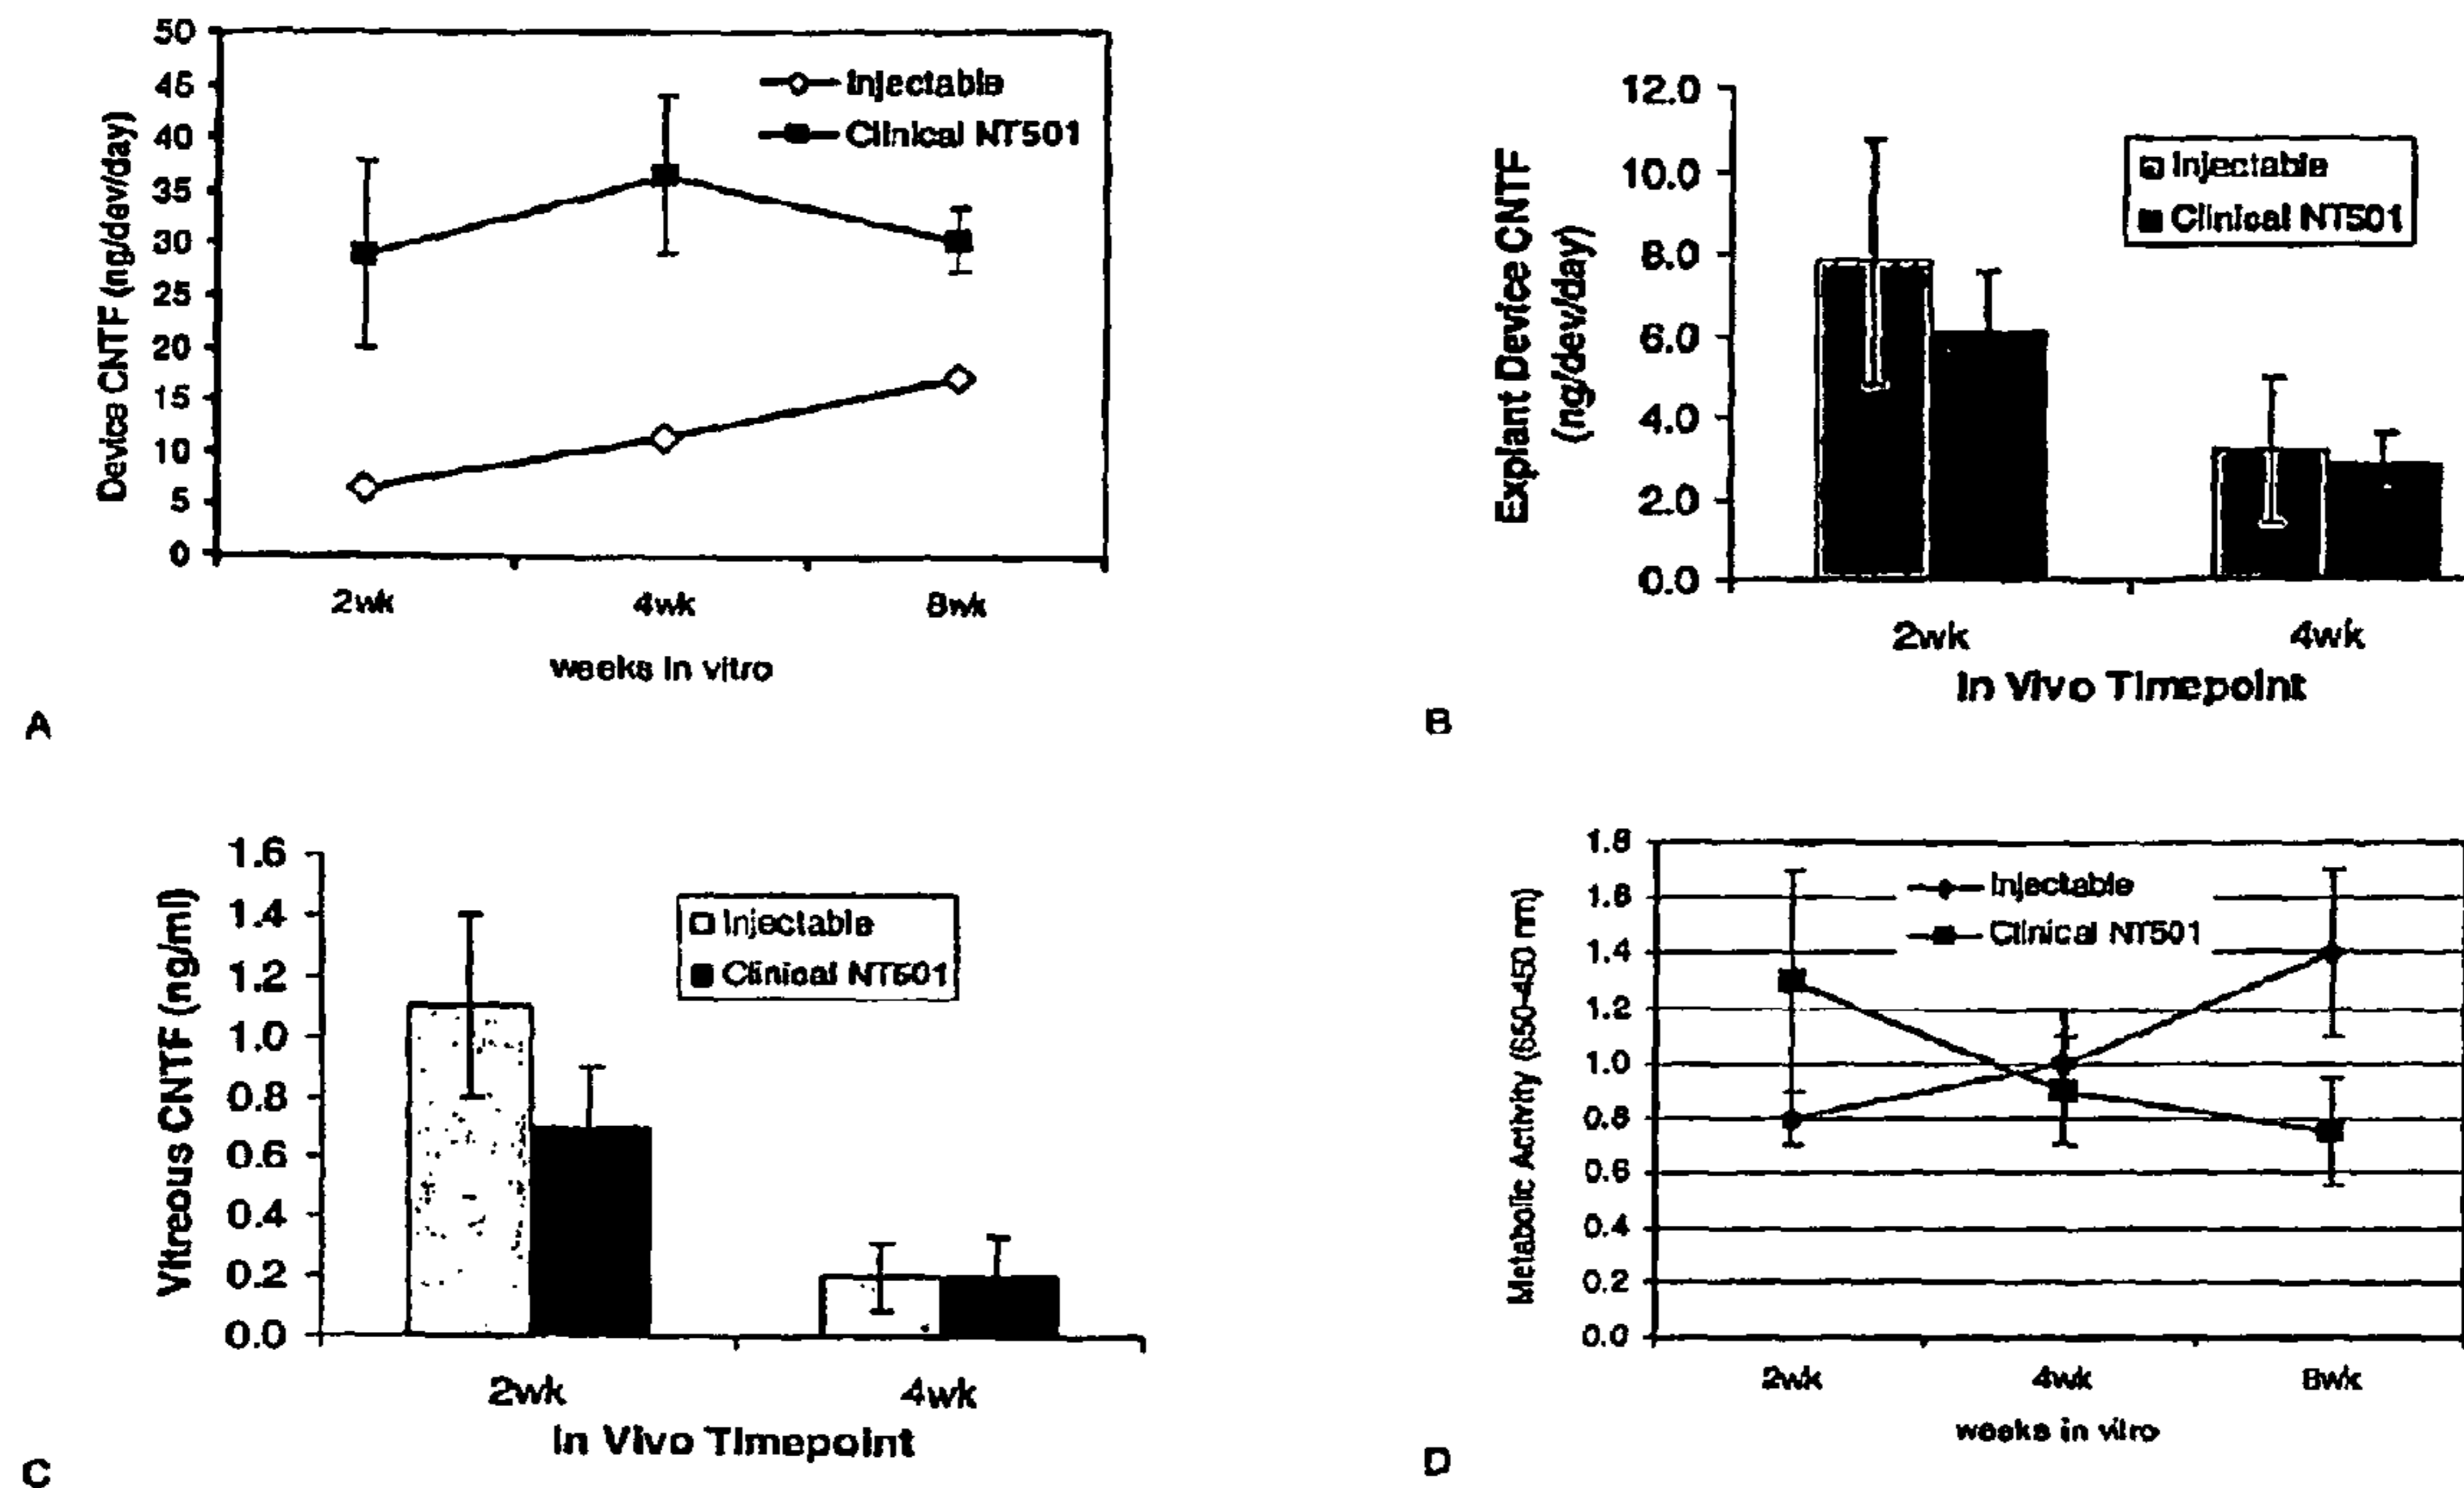 50
45
40
35
30
25
20
15
10
5
0
Device CNTF (ng/dev/day)
Injectable
Clinical NT501
2wk
4wk
8wk
weeks in vitro
A
12.0
10.0
8.0
6.0
4.0
2.0
0.0
Explant Device CNTF
(ng/dev/day)
Injectable
Clinical NT501
2wk
4wk
In Vivo Timepoint
B
1.6
1.4
1.2
1.0
0.8
0.6
0.4
0.2
0.0
Vitreous CNTF (ng/ml)
Injectable
Clinical NT501
2wk
4wk
In Vivo Timepoint
C
1.8
1.6
1.4
1.2
1.0
0.8
0.6
0.4
0.2
0.0
Metabolic Activity (650-450 nm)
Injectable
Clinical NT501
2wk
4wk
8wk
weeks in vitro
D